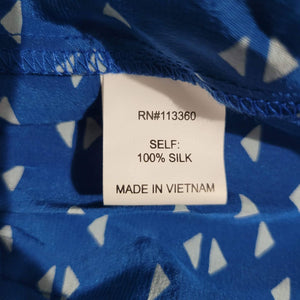 RN#113360
SELF:
100% SILK
MADE IN VIETNAM